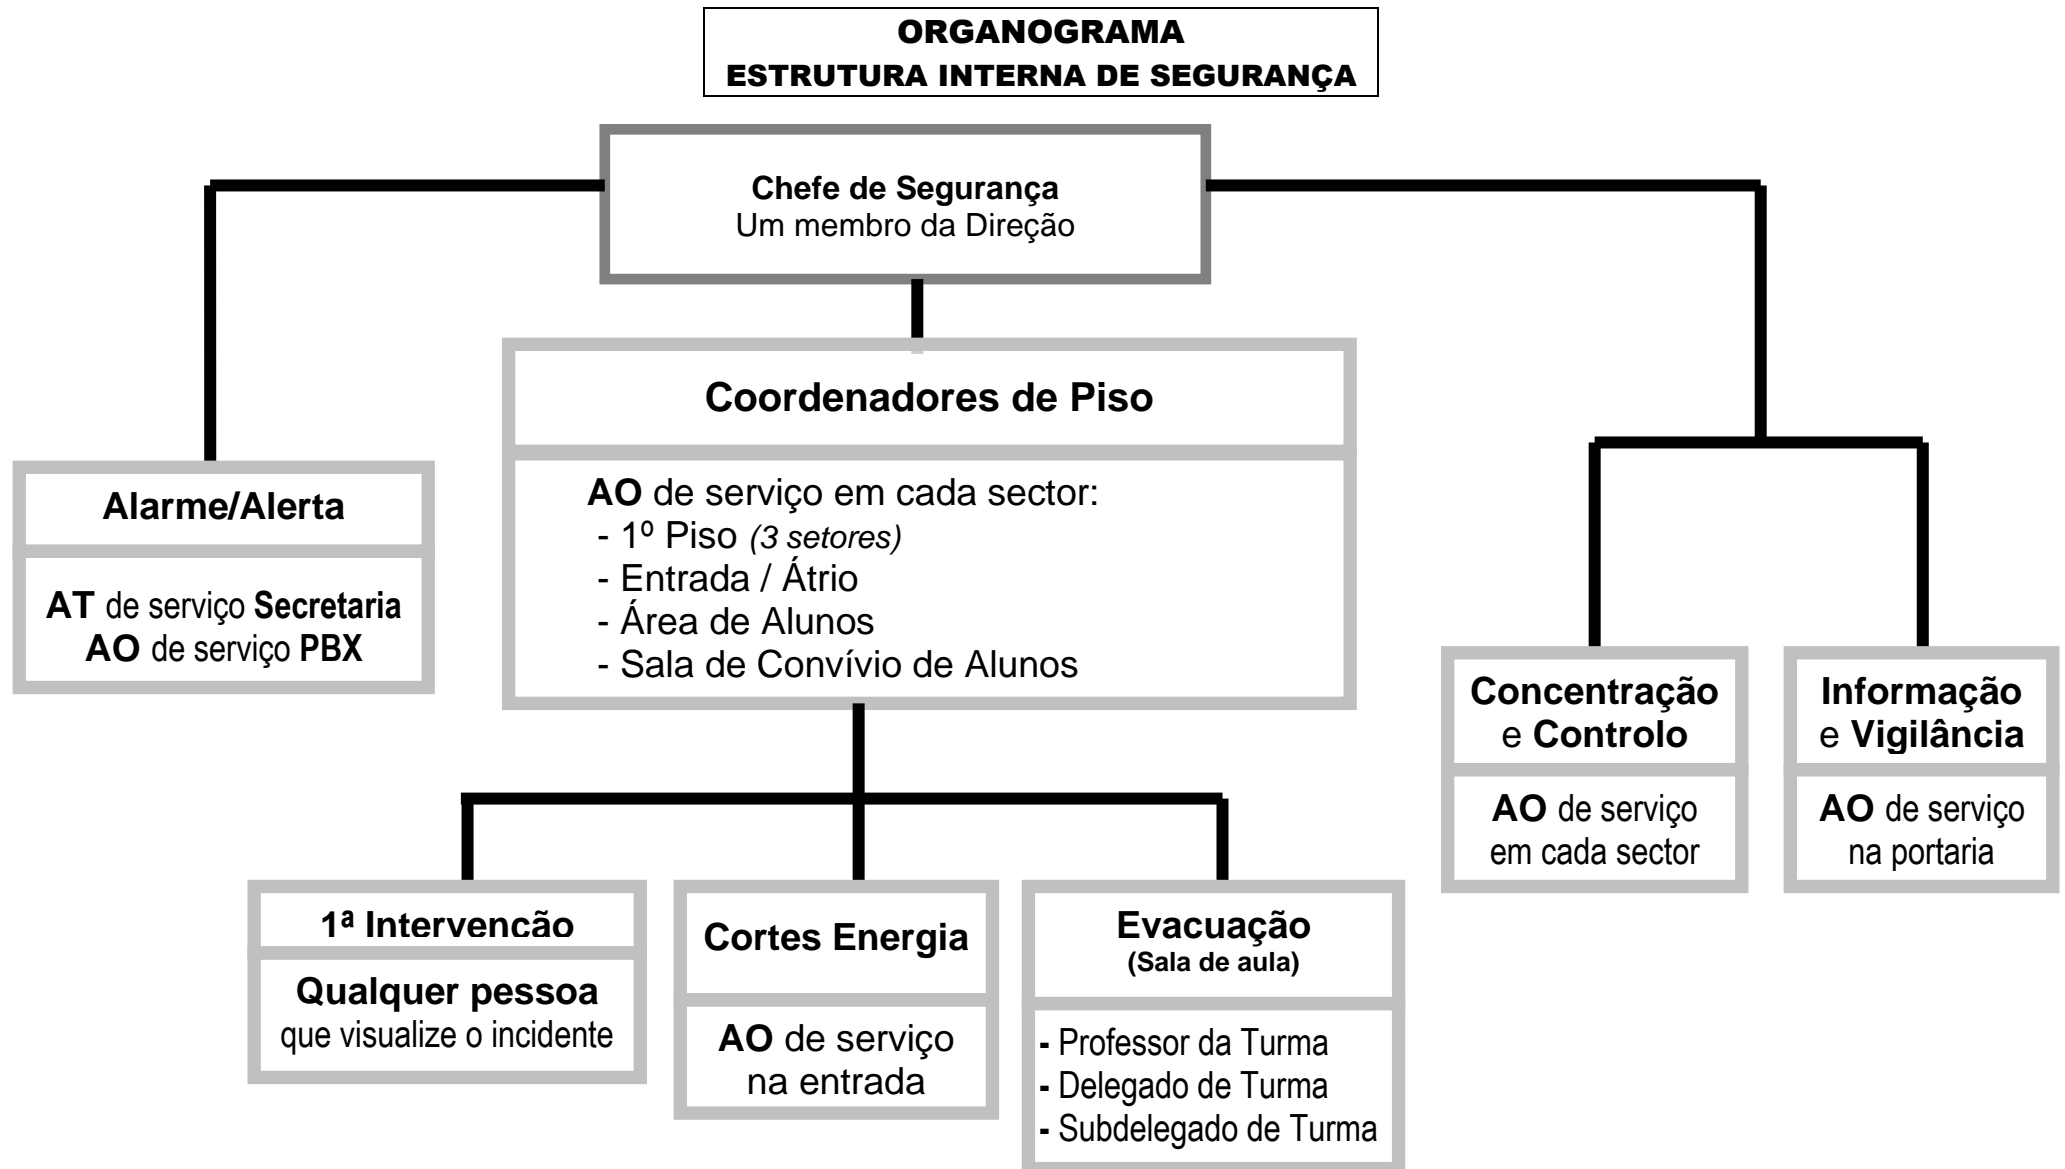 ORGANOGRAMA
ESTRUTURA INTERNA DE SEGURANÇA
Chefe de Segurança
Um membro da Direção
Coordenadores de Piso
AO de serviço em cada sector:
- 1º Piso (3 setores)
- Entrada / Átrio
- Área de Alunos
- Sala de Convívio de Alunos
Alarme/Alerta
AT de serviço Secretaria
AO de serviço PBX
Concentração
e Controlo
AO de serviço
em cada sector
Informação
e Vigilância
AO de serviço
na portaria
1ª Intervenção
Qualquer pessoa
que visualize o incidente
Cortes Energia
AO de serviço
na entrada
Evacuação
(Sala de aula)
- Professor da Turma
- Delegado de Turma
- Subdelegado de Turma